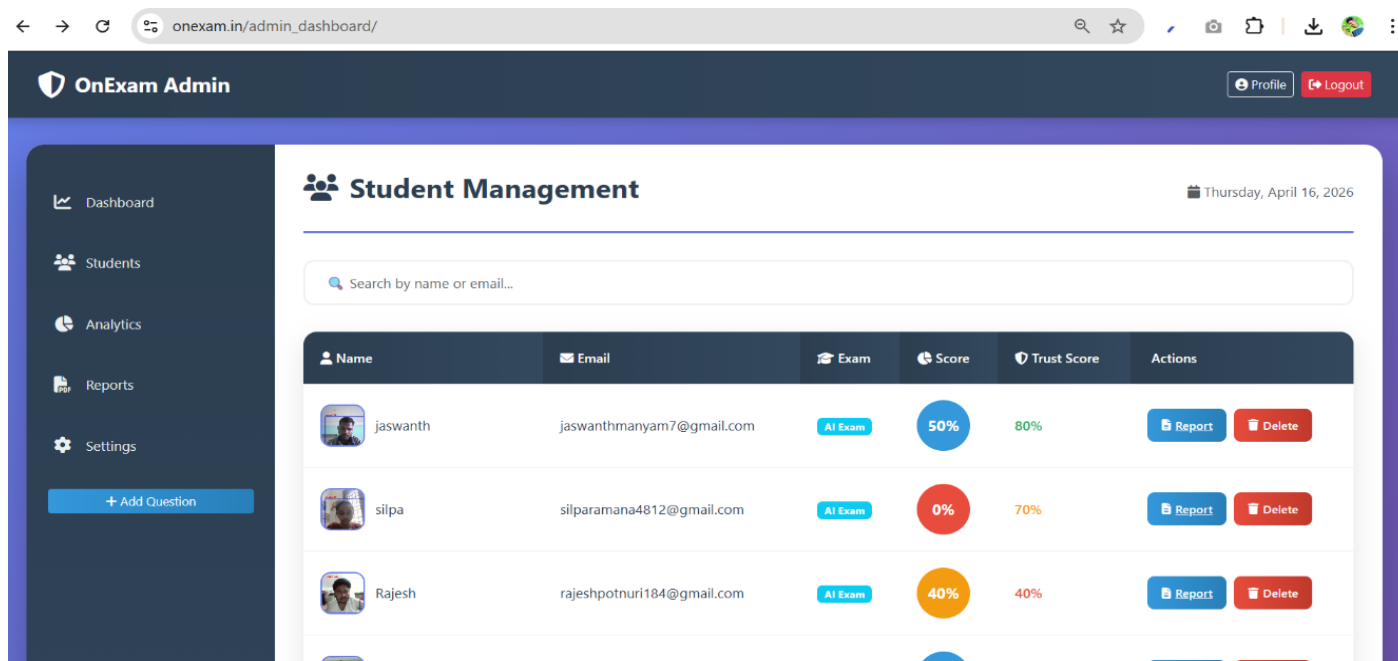 onexam.in/admin_dashboard/
OnExam Admin
Profile
Logout
Dashboard
Students
Analytics
PDF Reports
Settings
+ Add Question
Student Management
Thursday, April 16, 2026
Search by name or email...
Name Email Exam Score Trust Score Actions
jaswanth jaswanthmanyam7@gmail.com AI Exam 50% 80% Report Delete
silpa silparamana4812@gmail.com AI Exam 0% 70% Report Delete
Rajesh rajeshpotnuri184@gmail.com AI Exam 40% 40% Report Delete